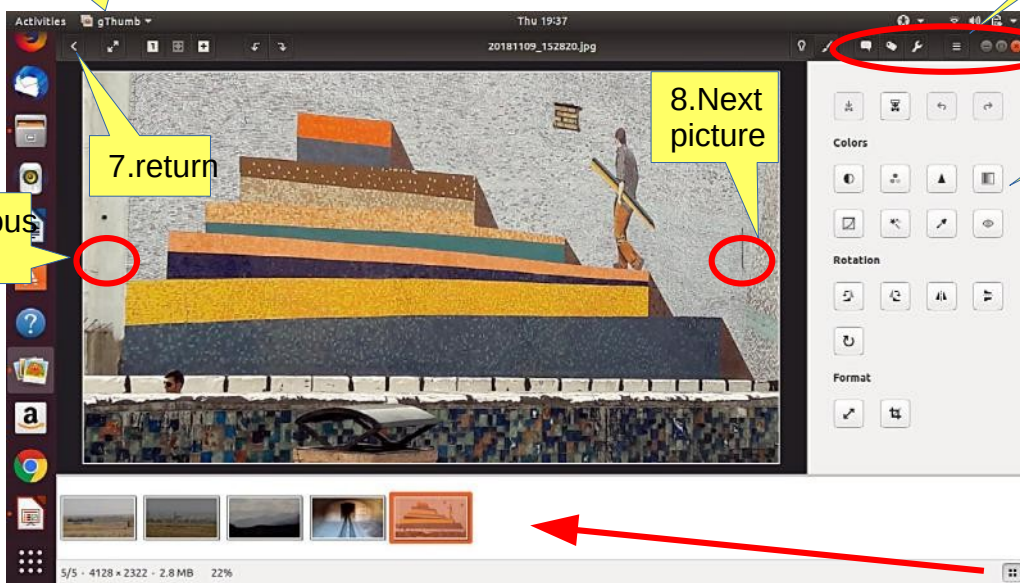 Activities gThumb Thu 19:37
20181109_152820.jpg
8.Next
picture
7.return
ous
Colors
Rotation
Format
5/5 - 4128 × 2322 - 2.8 MB 22%